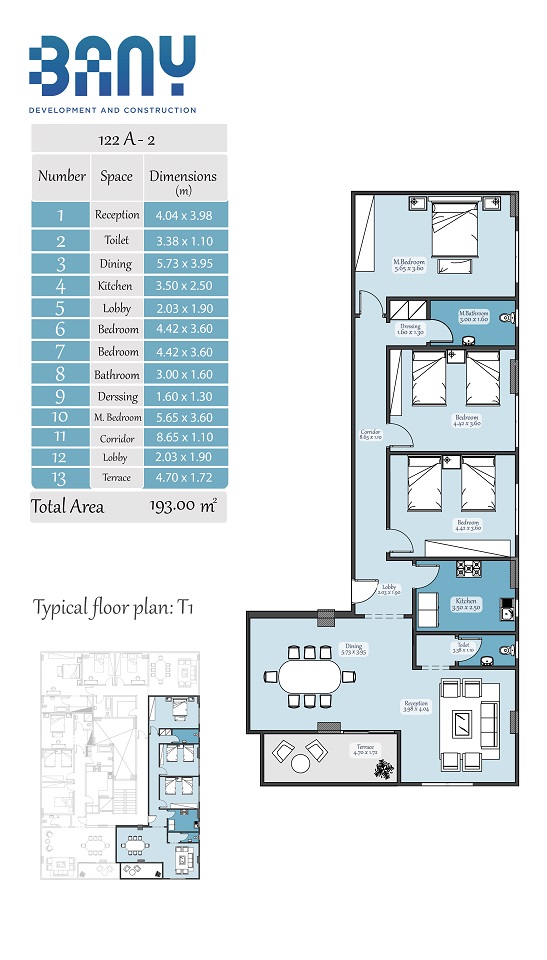 BANY
DEVELOPMENT AND CONSTRUCTION
122 A - 2
Number Space Dimensions (m)
1 Reception 4.04 x 3.98
2 Toilet 3.38 x 1.10
3 Dining 5.73 x 3.95
4 Kitchen 3.50 x 2.50
5 Lobby 2.03 x 1.90
6 Bedroom 4.42 x 3.60
7 Bedroom 4.42 x 3.60
8 Bathroom 3.00 x 1.60
9 Derssing 1.60 x 1.30
10 M. Bedroom 5.65 x 3.60
11 Corridor 8.65 x 1.10
12 Lobby 2.03 x 1.90
13 Terrace 4.70 x 1.72
Total Area 193.00 m²
Typical floor plan: T1
M.Bedroom
5.65 x 3.60
M.Bathroom
3.00 x 1.60
Derssing
1.60 x 1.30
Bedroom
4.42 x 3.60
Corridor
8.65 x 1.10
Bedroom
4.42 x 3.60
Lobby
2.03 x 1.90
Kitchen
3.50 x 2.50
Toilet
3.38 x 1.10
Dining
5.73 x 3.95
Reception
3.98 x 4.04
Terrace
4.70 x 1.72